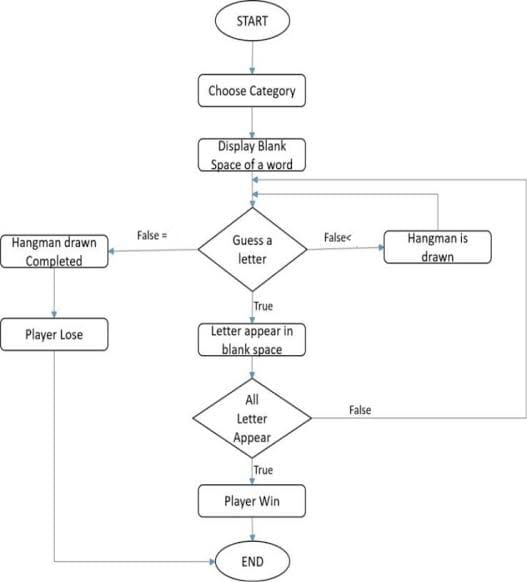 START
Choose Category
Display Blank
Space of a word
Guess a
letter
False =
False<
Hangman drawn
Completed
Hangman is
drawn
True
Player Lose
Letter appear in
blank space
All
Letter
Appear
False
True
Player Win
END